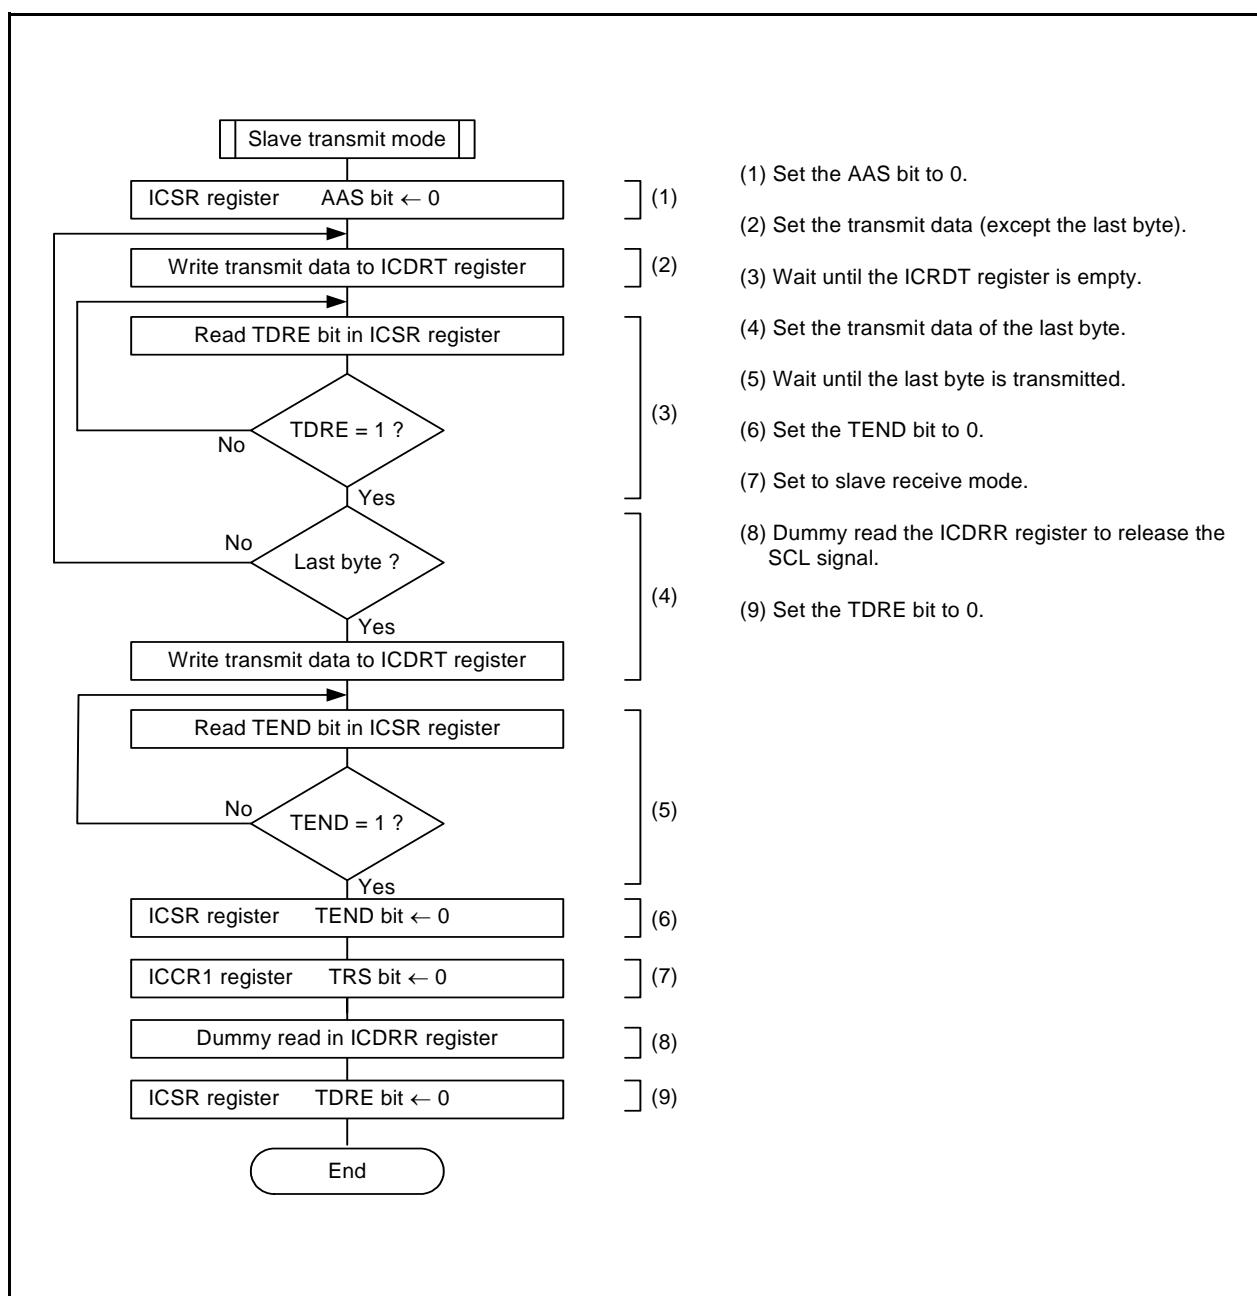 Slave transmit mode
ICSR register AAS bit ← 0
(1)
Write transmit data to ICDRT register
(2)
Read TDRE bit in ICSR register
TDRE = 1 ?
(3)
No
Yes
No
Last byte ?
(4)
Yes
Write transmit data to ICDRT register
Read TEND bit in ICSR register
No
TEND = 1 ?
(5)
Yes
ICSR register TEND bit ← 0
(6)
ICCR1 register TRS bit ← 0
(7)
Dummy read in ICDRR register
(8)
ICSR register TDRE bit ← 0
(9)
End
(1) Set the AAS bit to 0.
(2) Set the transmit data (except the last byte).
(3) Wait until the ICRDT register is empty.
(4) Set the transmit data of the last byte.
(5) Wait until the last byte is transmitted.
(6) Set the TEND bit to 0.
(7) Set to slave receive mode.
(8) Dummy read the ICDRR register to release the
SCL signal.
(9) Set the TDRE bit to 0.